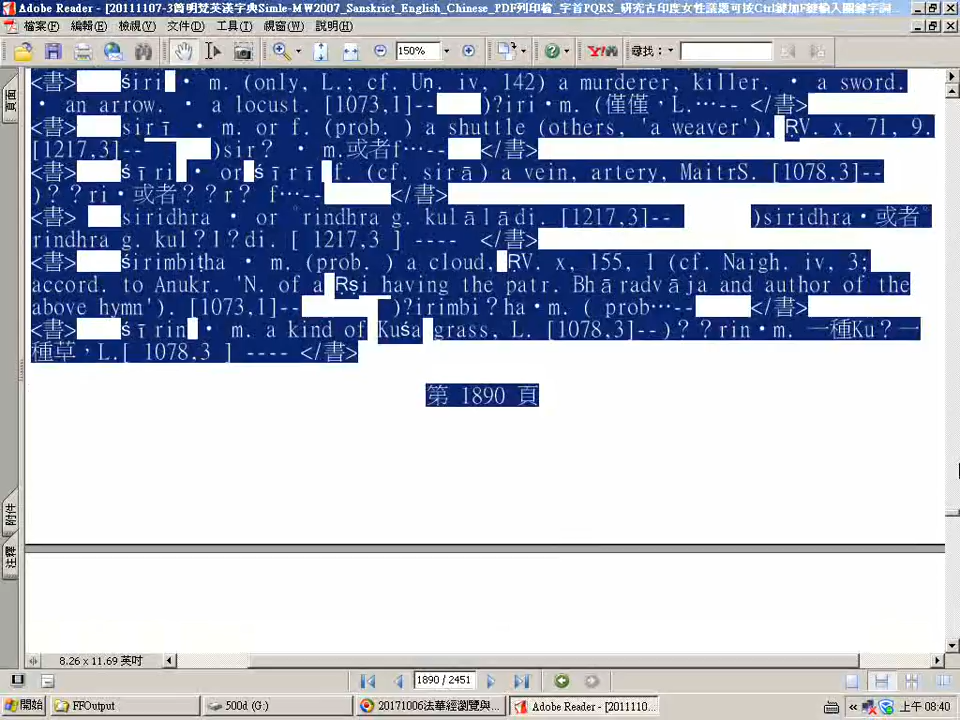 Adobe Reader - [20111107-3簡明梵英漢字典Simle-MW2007_Sanskrict_English_Chinese_PDF列印檔_字首PQRS_研究古印度女性議題可按Ctrl鍵加F鍵輸入關鍵字詞...
檔案(F) 編輯(E) 檢視(V) 文件(D) 工具(T) 視窗(W) 說明(H)
150% Y! 尋找：
頁面
<書> śiri • m. (only, L.; cf. Uṇ. iv, 142) a murderer, killer. • a sword.
• an arrow. • a locust. [1073,1]-- )?iri•m. (僅僅，L.…-- </書>
<書> sirī • m. or f. (prob. ) a shuttle (others, 'a weaver'), ṚV. x, 71, 9.
[1217,3]-- )sir? • m.或者f…-- </書>
<書> śīri • or śīrī f. (cf. sirā) a vein, artery, MaitrS. [1078,3]--
)??ri•或者??r? f…-- </書>
<書> siridhra • or °rindhra g. kulālādi. [1217,3]-- )siridhra•或者°
rindhra g. kul?l?di. [ 1217,3 ] ---- </書>
<書> śirimbiṭha • m. (prob. ) a cloud, ṚV. x, 155, 1 (cf. Naigh. iv, 3;
accord. to Anukr. 'N. of a Ṛṣi having the patr. Bhāradvāja and author of the
above hymn'). [1073,1]-- )?irimbi?ha•m. ( prob…-- </書>
<書> śīrin • m. a kind of Kuśa grass, L. [1078,3]--)??rin•m. 一種Ku？一
種草，L.[ 1078,3 ] ---- </書>
第 1890 頁
附件
注釋
8.26 x 11.69 英吋
1890 / 2451
開始 FFOutput 500d (G:) 20171006法華經瀏覽與... Adobe Reader - [2011110... 上午 08:40